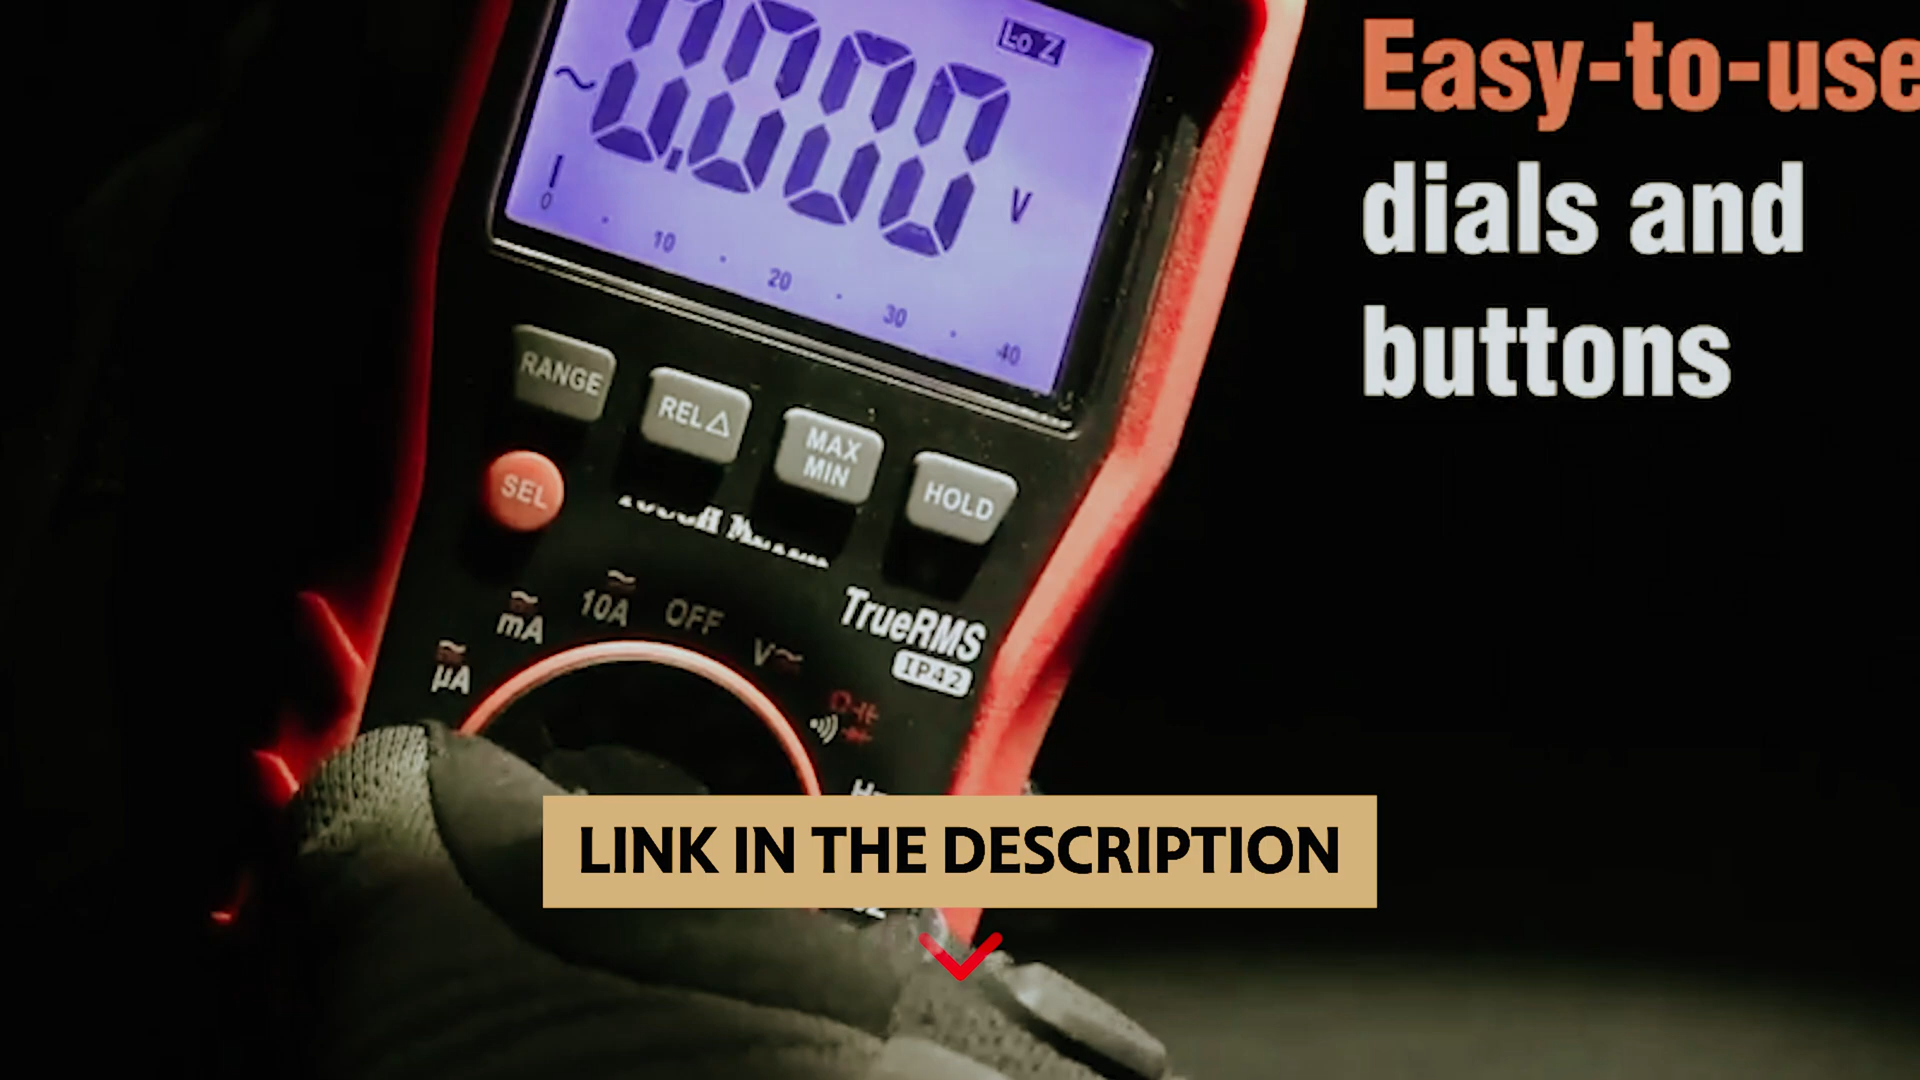 Lo Z
Easy-to-use
~
0.000
V
0
10
20
30
40
dials and
buttons
RANGE
REL△
MAX
MIN
HOLD
SEL
TrueRMS
IP42
µA
mA
10A
OFF
V
LINK IN THE DESCRIPTION